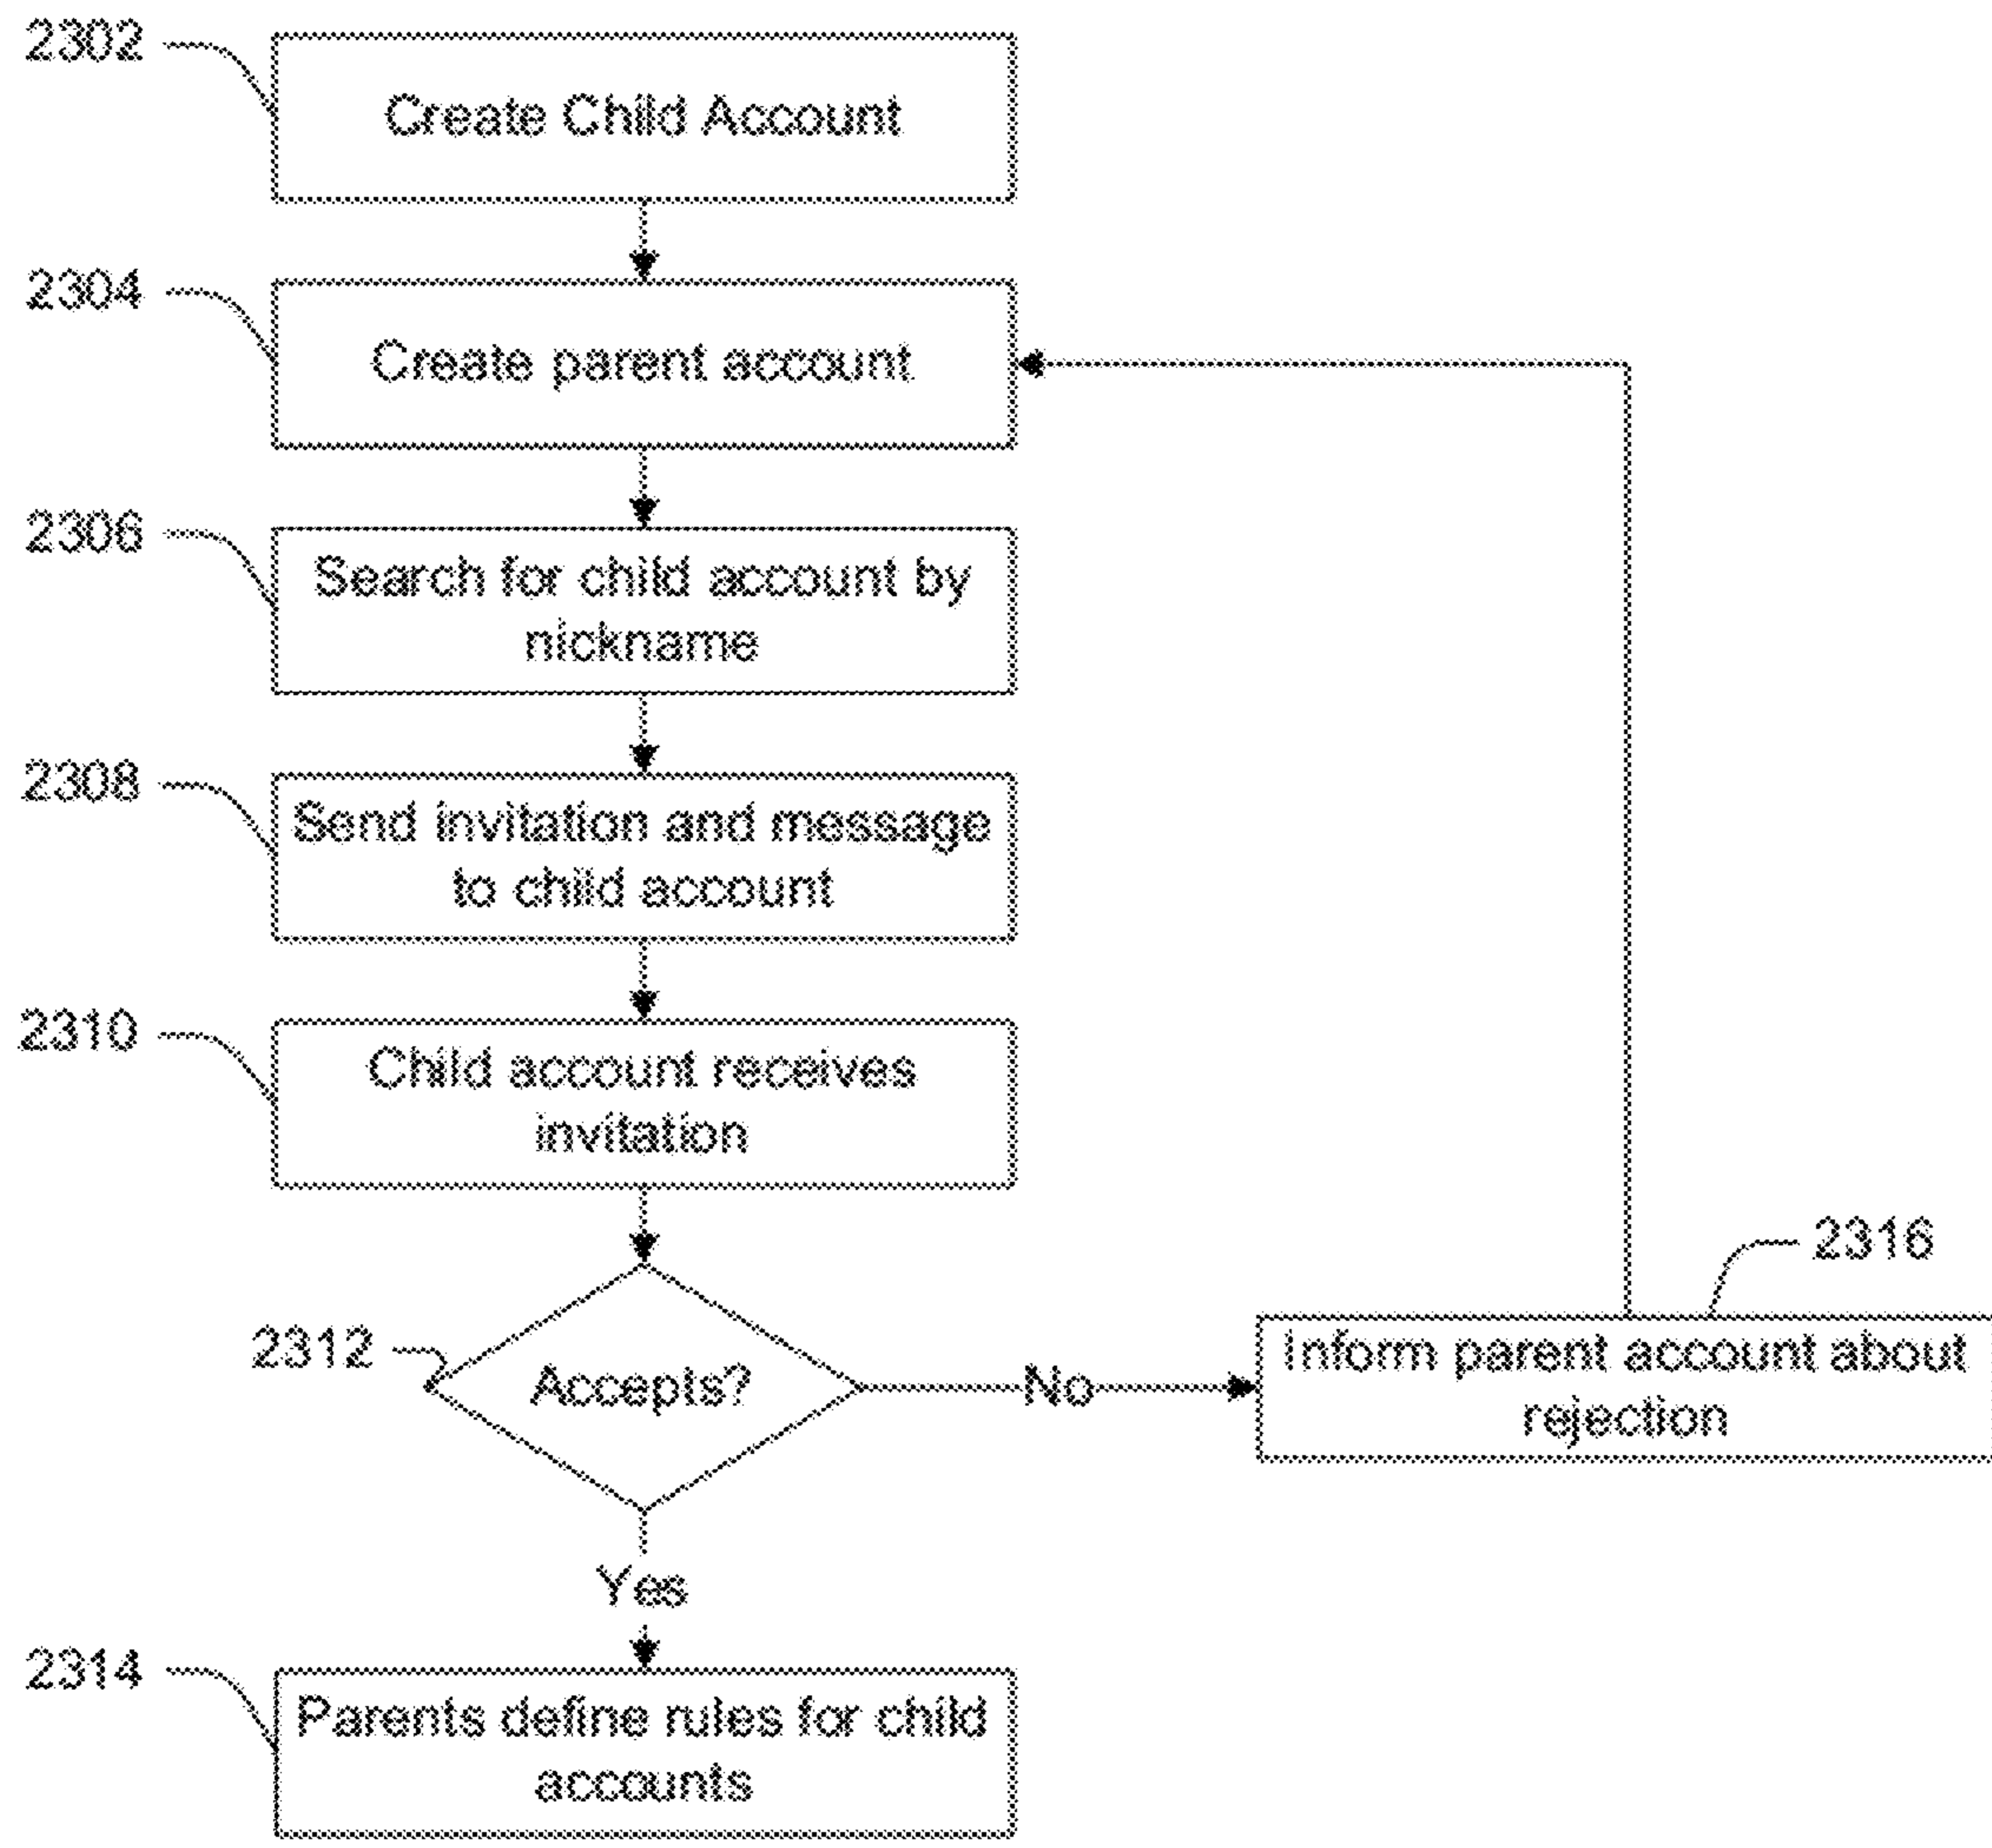 2302
Create Child Account
2304
Create parent account
2306
Search for child account by
nickname
2308
Send invitation and message
to child account
2310
Child account receives
invitation
2312
Accepts?
No
2316
Inform parent account about
rejection
Yes
2314
Parents define rules for child
accounts